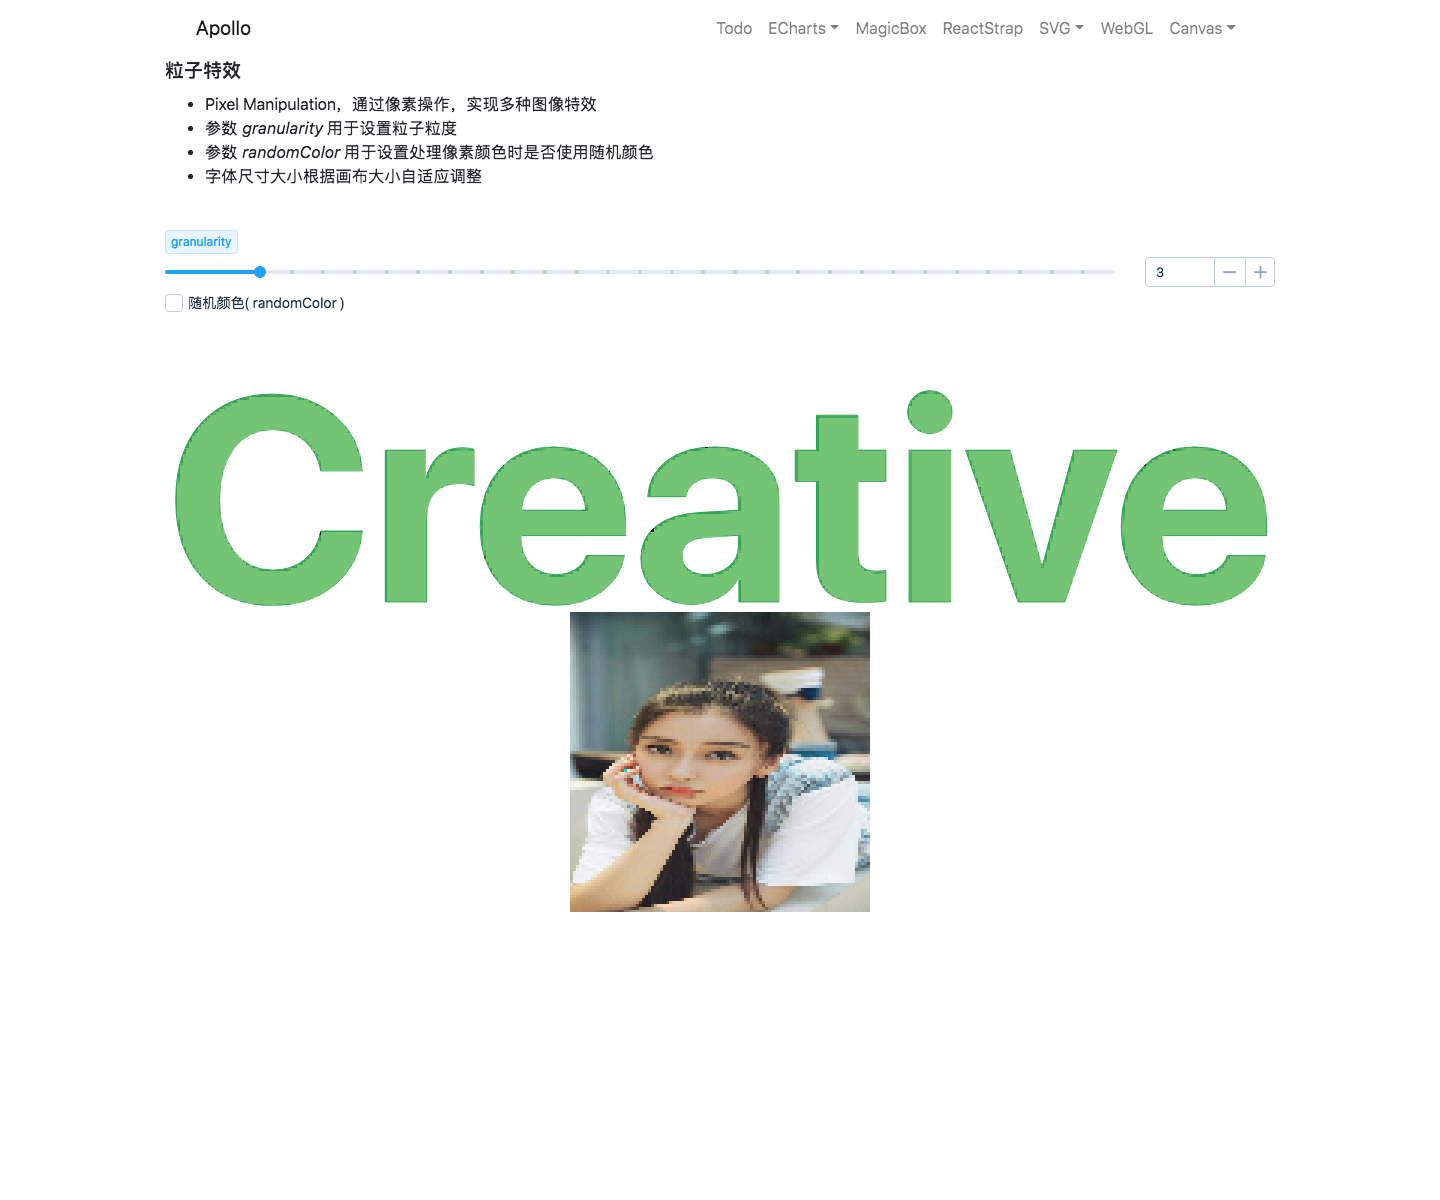 Apollo Todo ECharts MagicBox ReactStrap SVG WebGL Canvas
粒子特效
Pixel Manipulation，通过像素操作，实现多种图像特效
参数 granularity 用于设置粒子粒度
参数 randomColor 用于设置处理像素颜色时是否使用随机颜色
字体尺寸大小根据画布大小自适应调整
granularity
3
随机颜色( randomColor )
Creative